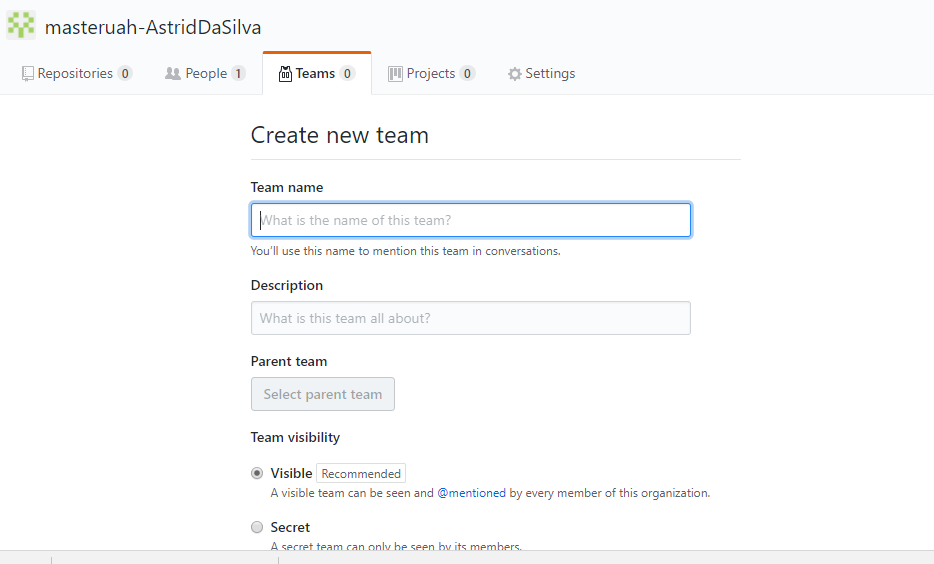 masteruah-AstridDaSilva
Repositories 0 People 1 Teams 0 Projects 0 Settings
Create new team
Team name
What is the name of this team?
You'll use this name to mention this team in conversations.
Description
What is this team all about?
Parent team
Select parent team
Team visibility
Visible Recommended
A visible team can be seen and @mentioned by every member of this organization.
Secret
A secret team can only be seen by its members.